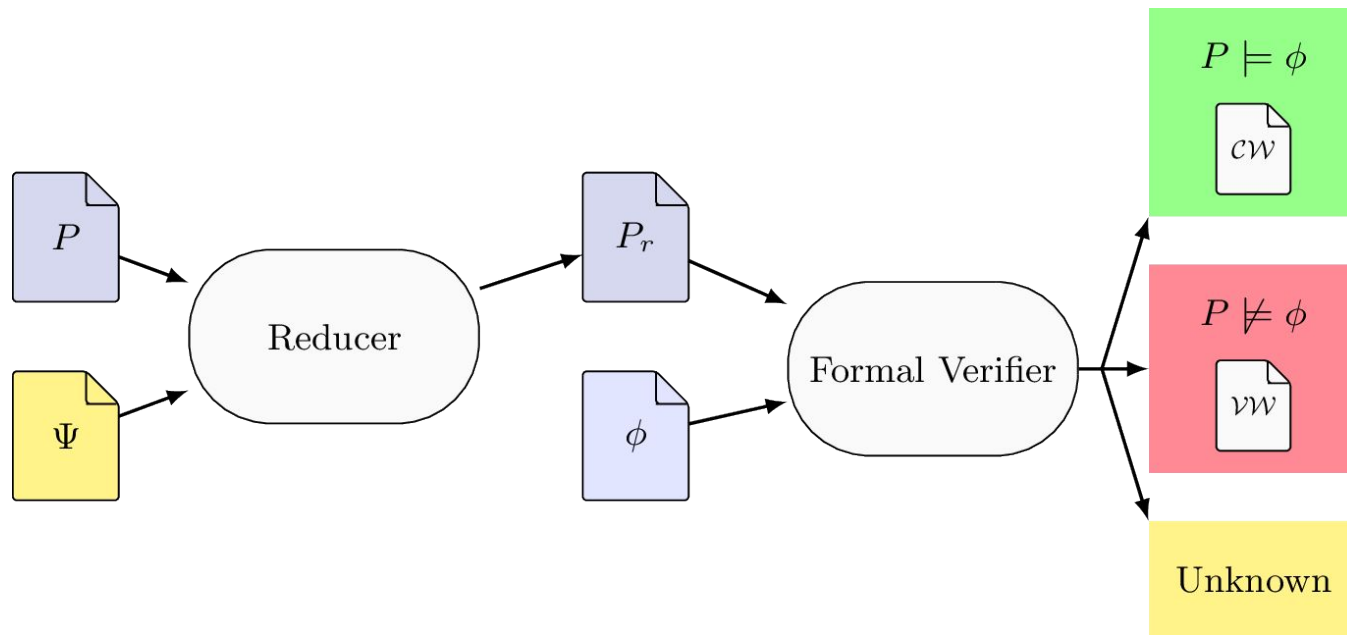 P
Ψ
Reducer
P_r
ϕ
Formal Verifier
P ⊨ ϕ
CW
P ⊭ ϕ
VW
Unknown